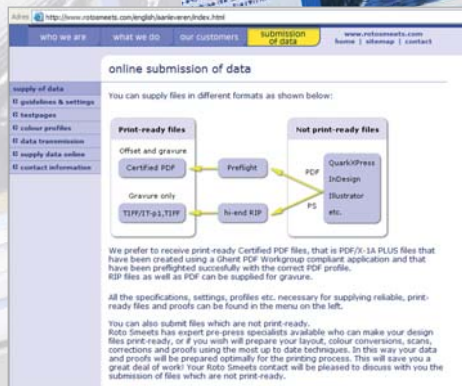 Adres http://www.rotosmeets.com/english/aanleveren/index.html
who we are what we do our customers submission of data www.rotosmeets.com
home | sitemap | contact
online submission of data
supply of data
guidelines & settings
testpages
colour profiles
data transmission
supply data online
contact information
You can supply files in different formats as shown below:
Print-ready files Not print-ready files
Offset and gravure
Certified PDF Preflight PDF QuarkXPress
InDesign
Gravure only Illustrator
TIFF/IT-p1,TIFF hi-end RIP PS etc.
We prefer to receive print-ready Certified PDF files, that is PDF/X-1A PLUS files that
have been created using a Ghent PDF Workgroup compliant application and that
have been preflighted succesfully with the correct PDF profile.
RIP files as well as PDF can be supplied for gravure.
All the specifications, settings, profiles etc. necessary for supplying reliable, print-
ready files and proofs can be found in the menu on the left.
You can also submit files which are not print-ready.
Roto Smeets has expert pre-press specialists available who can make your design
files print-ready, or if you wish will prepare your layout, colour conversions, scans,
corrections and proofs using the most up to date techniques. In this way your data
and proofs will be prepared optimally for the printing process. This will save you a
great deal of work! Your Roto Smeets contact will be pleased to discuss with you the
submission of files which are not print-ready.